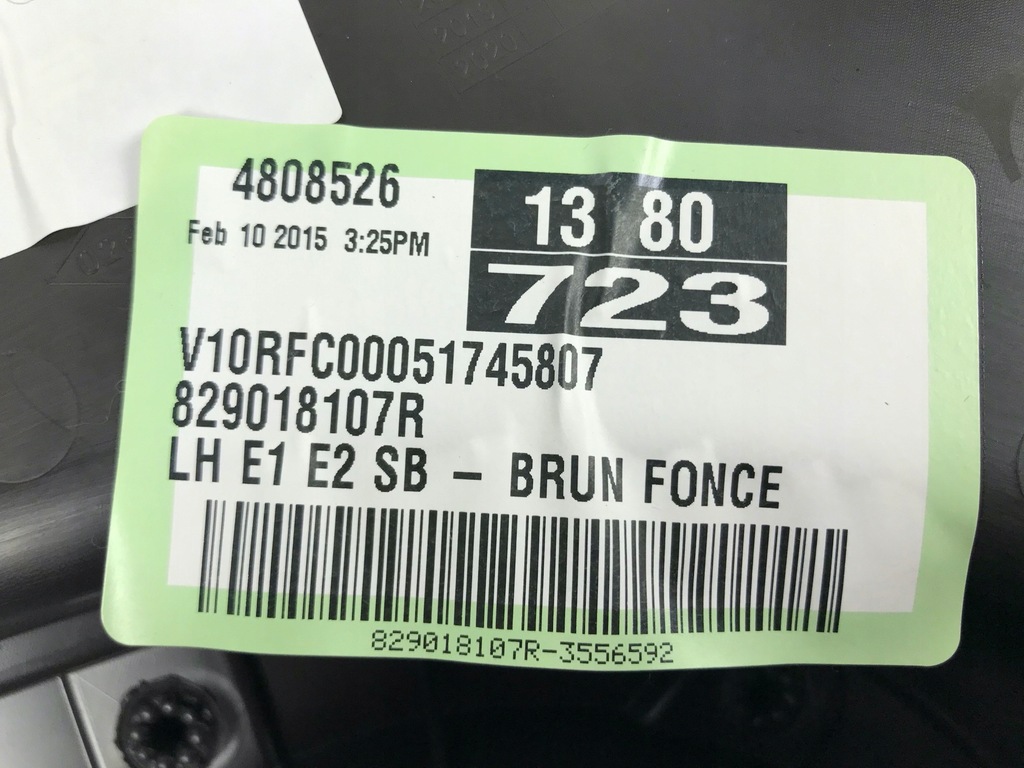 4808526
13 80
Feb 10 2015 3:25PM
723
V10RFC00051745807
829018107R
LH E1 E2 SB - BRUN FONCE
829018107R-3556592